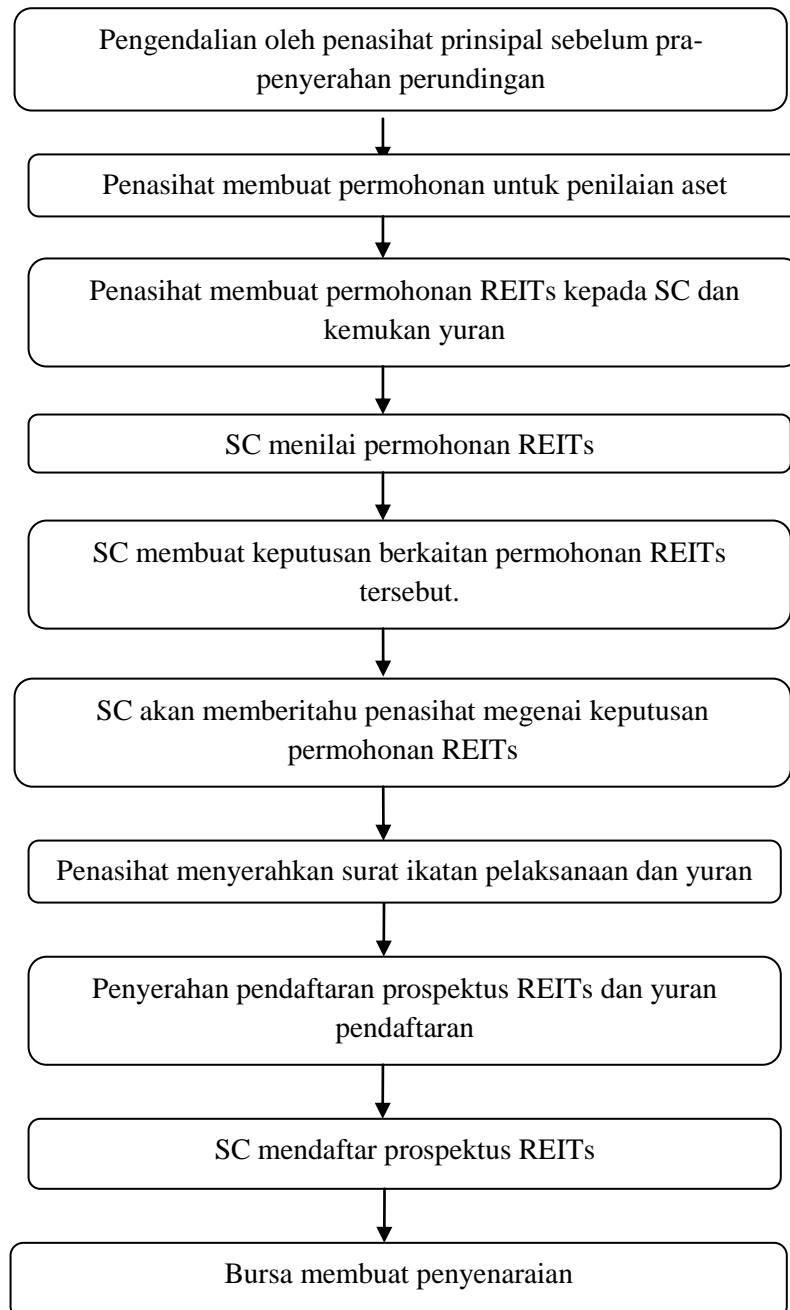 Pengendalian oleh penasihat prinsipal sebelum pra-
penyerahan perundingan
Penasihat membuat permohonan untuk penilaian aset
Penasihat membuat permohonan REITs kepada SC dan
kemukan yuran
SC menilai permohonan REITs
SC membuat keputusan berkaitan permohonan REITs
tersebut.
SC akan memberitahu penasihat megenai keputusan
permohonan REITs
Penasihat menyerahkan surat ikatan pelaksanaan dan yuran
Penyerahan pendaftaran prospektus REITs dan yuran
pendaftaran
SC mendaftar prospektus REITs
Bursa membuat penyenaraian